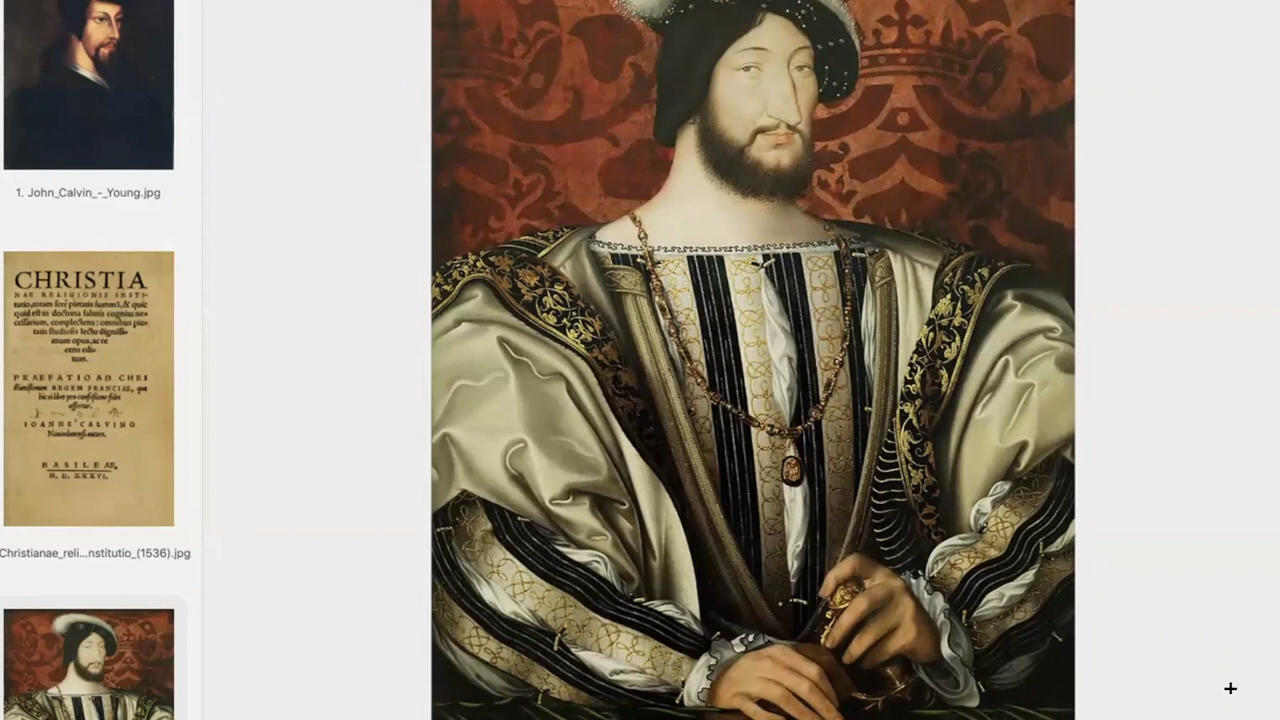 1. John_Calvin_-_Young.jpg
CHRISTIA
NAE RELIGIONIS INSTI-
tutio, totam ferè pietatis summã, & quic
quid est in doctrina salutis cognitu ne-
cessarium, complectens: omnibus pie-
tatis studiosis lectu dignissi-
mum opus, ac re
cens edi-
tum.
PRAEFATIO AD CHRI
stianissimum REGEM FRANCIAE, qua
hic ei liber pro confessione fidei
offertur.
IOANNE CALVINO
Nouiodunensi autore.
BASILEAE,
M. D. XXXVI.
Christianae_reli...nstitutio_(1536).jpg